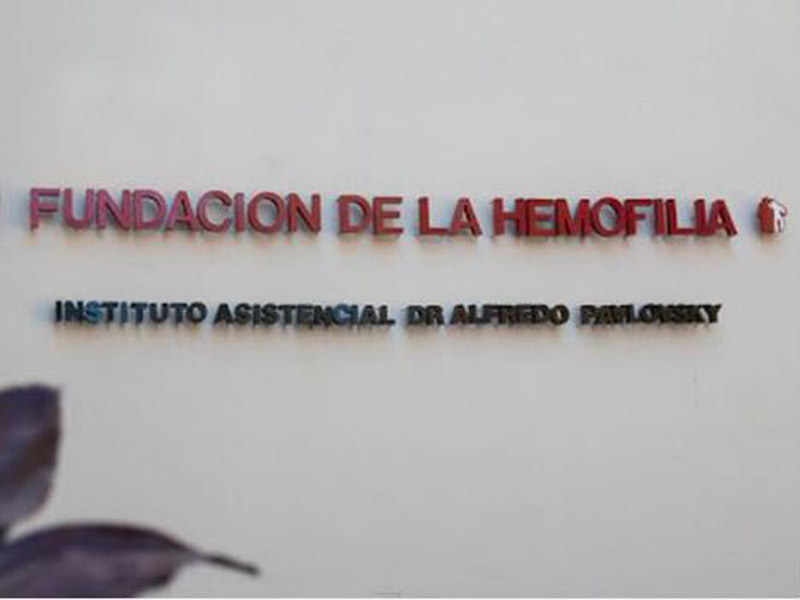 FUNDACION DE LA HEMOFILIA
INSTITUTO ASISTENCIAL DR ALFREDO PAVLOVSKY